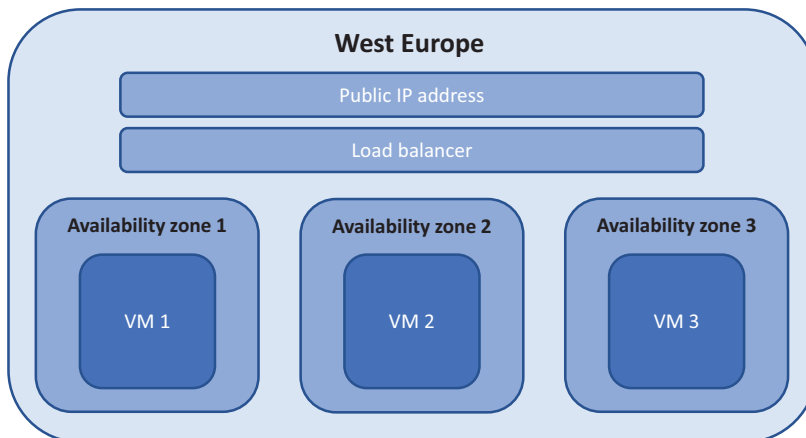 West Europe
Public IP address
Load balancer
Availability zone 1
Availability zone 2
Availability zone 3
VM 1
VM 2
VM 3